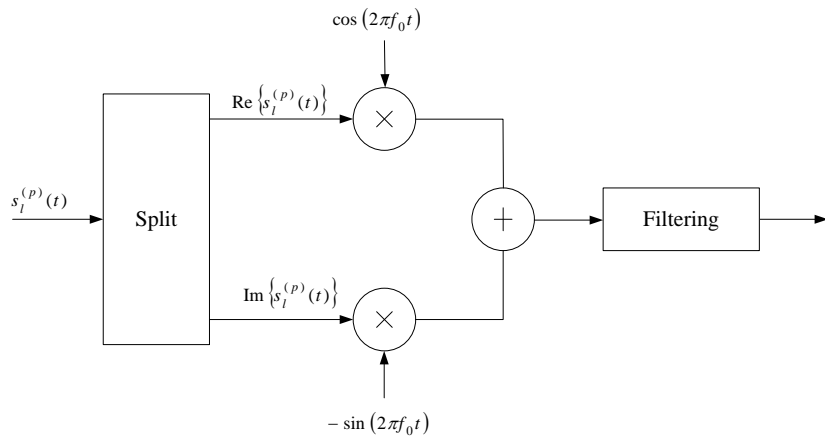 cos (2πf₀t)
Re {s_l^(p)(t)}
×
s_l^(p)(t)
Split
+
Filtering
Im {s_l^(p)(t)}
×
− sin (2πf₀t)